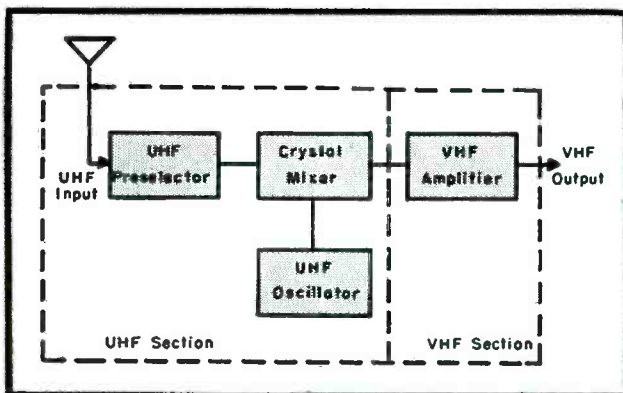 UHF
Input
UHF
Preselector
Crystal
Mixer
VHF
Amplifier
VHF
Output
UHF
Oscillator
UHF Section
VHF Section